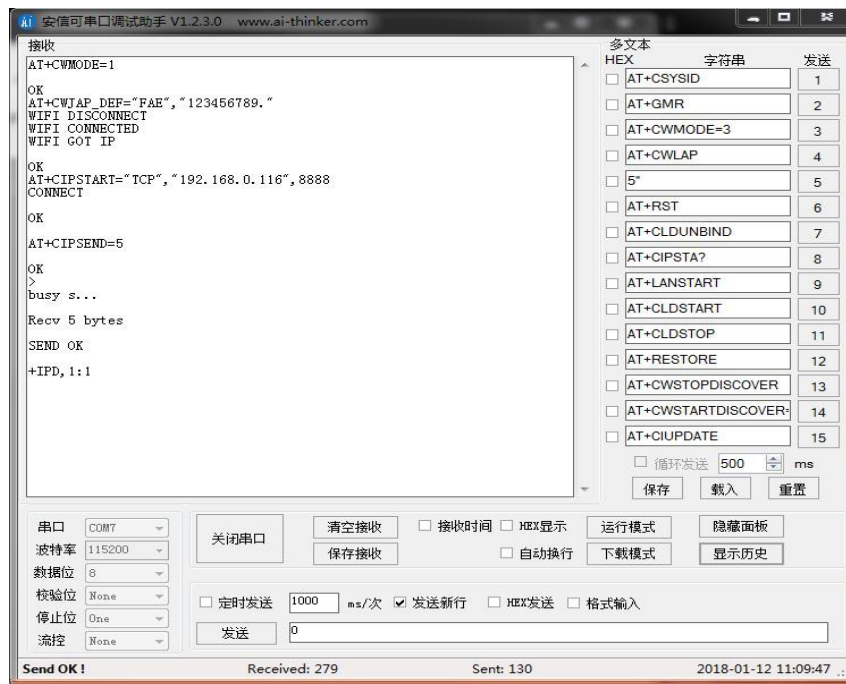 安信可串口调试助手 V1.2.3.0 www.ai-thinker.com
接收
AT+CWMODE=1
OK
AT+CWJAP_DEF="FAE","123456789."
WIFI DISCONNECT
WIFI CONNECTED
WIFI GOT IP
OK
AT+CIPSTART="TCP","192.168.0.116",8888
CONNECT
OK
AT+CIPSEND=5
OK
>
busy s...
Recv 5 bytes
SEND OK
+IPD,1:1
多文本
HEX 字符串 发送
AT+CSYSID 1
AT+GMR 2
AT+CWMODE=3 3
AT+CWLAP 4
5" 5
AT+RST 6
AT+CLDUNBIND 7
AT+CIPSTA? 8
AT+LANSTART 9
AT+CLDSTART 10
AT+CLDSTOP 11
AT+RESTORE 12
AT+CWSTOPDISCOVER 13
AT+CWSTARTDISCOVER= 14
AT+CIUPDATE 15
循环发送 500 ms
保存 载入 重置
串口 COM7
波特率 115200
数据位 8
校验位 None
停止位 One
流控 None
关闭串口
清空接收 接收时间 HEX显示 运行模式 隐藏面板
保存接收 自动换行 下载模式 显示历史
定时发送 1000 ms/次 发送新行 HEX发送 格式输入
发送 0
Send OK! Received: 279 Sent: 130 2018-01-12 11:09:47